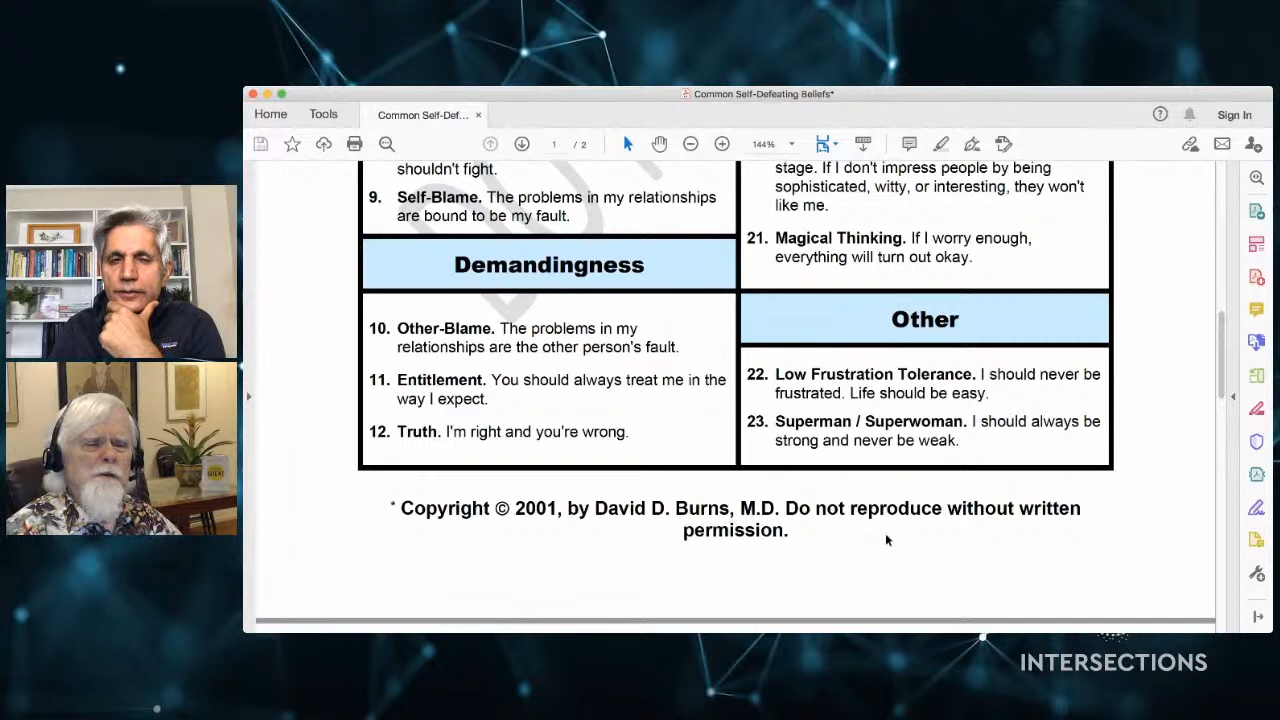 Common Self-Defeating Beliefs*
Home
Tools
Common Self-Def...
Sign In
1 / 2
144%
shouldn't fight.
9. Self-Blame. The problems in my relationships
are bound to be my fault.
Demandingness
10. Other-Blame. The problems in my
relationships are the other person's fault.
11. Entitlement. You should always treat me in the
way I expect.
12. Truth. I'm right and you're wrong.
stage. If I don't impress people by being
sophisticated, witty, or interesting, they won't
like me.
21. Magical Thinking. If I worry enough,
everything will turn out okay.
Other
22. Low Frustration Tolerance. I should never be
frustrated. Life should be easy.
23. Superman / Superwoman. I should always be
strong and never be weak.
* Copyright © 2001, by David D. Burns, M.D. Do not reproduce without written
permission.
INTERSECTIONS